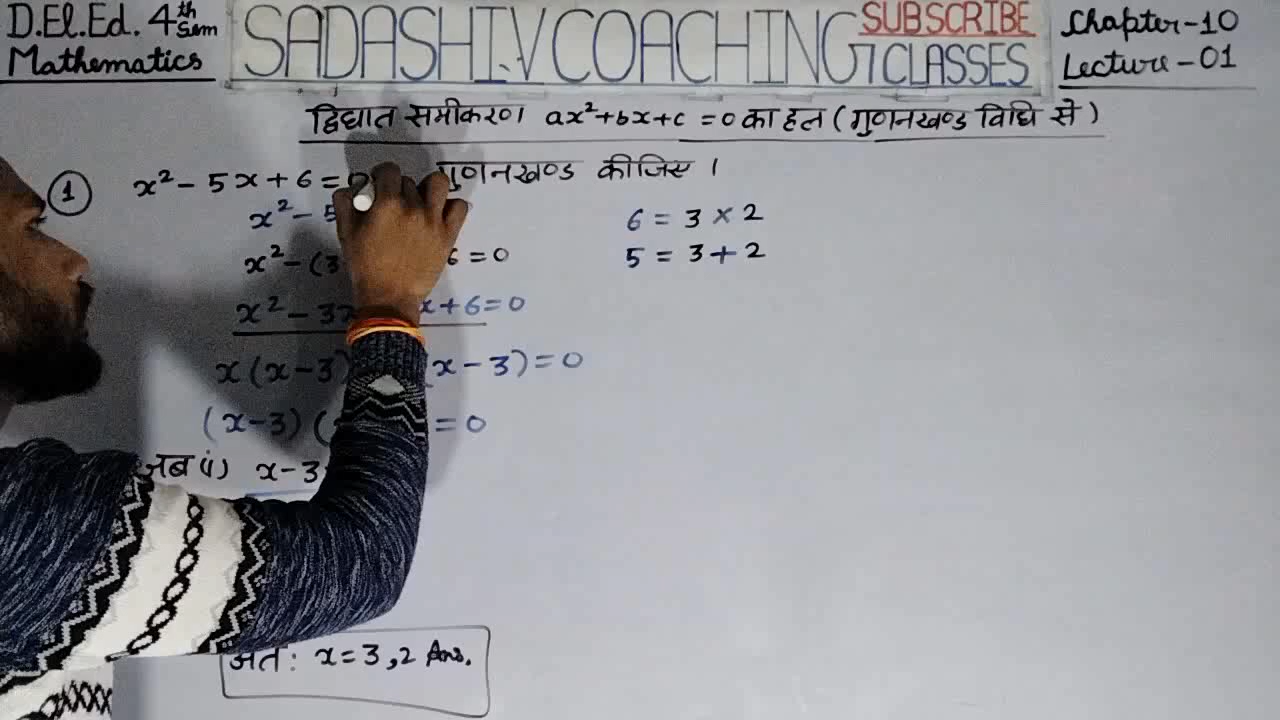 D.El.Ed. 4th Sem
Mathematics
SADASHIV COACHING CLASSES
SUBSCRIBE
Chapter-10
Lecture-01
द्विघात समीकरण ax²+bx+c=0 का हल (गुणनखण्ड विधि से)
① x² - 5x + 6 = 0 गुणनखण्ड कीजिए।
x² - 5
6 = 3 × 2
x² - (3 6 = 0
5 = 3 + 2
x² - 3x x + 6 = 0
x(x-3) (x-3) = 0
(x-3)( = 0
जब (i) x-3
अतः x = 3, 2 Ans.